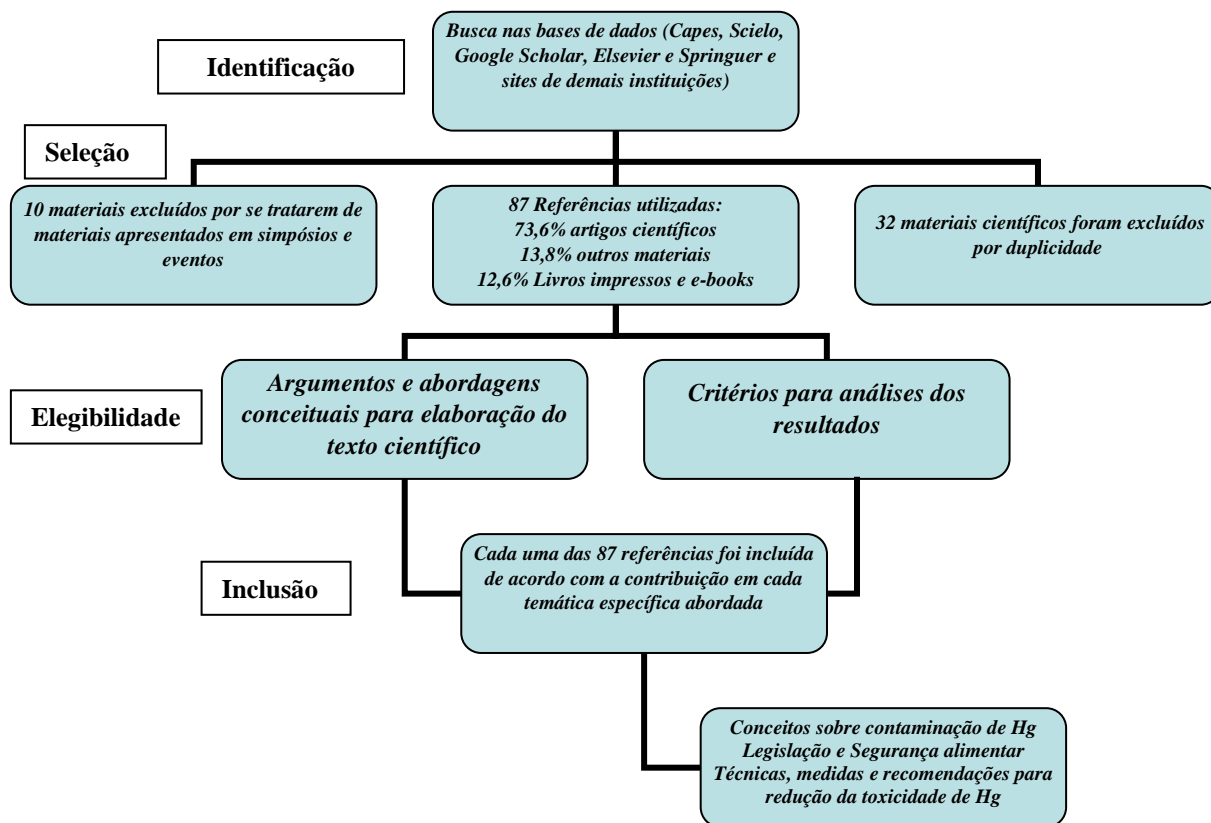 Identificação
Busca nas bases de dados (Capes, Scielo,
Google Scholar, Elsevier e Springuer e
sites de demais instituições)
Seleção
10 materiais excluídos por se tratarem de
materiais apresentados em simpósios e
eventos
87 Referências utilizadas:
73,6% artigos científicos
13,8% outros materiais
12,6% Livros impressos e e-books
32 materiais científicos foram excluídos
por duplicidade
Elegibilidade
Argumentos e abordagens
conceituais para elaboração do
texto científico
Critérios para análises dos
resultados
Inclusão
Cada uma das 87 referências foi incluída
de acordo com a contribuição em cada
temática específica abordada
Conceitos sobre contaminação de Hg
Legislação e Segurança alimentar
Técnicas, medidas e recomendações para
redução da toxicidade de Hg